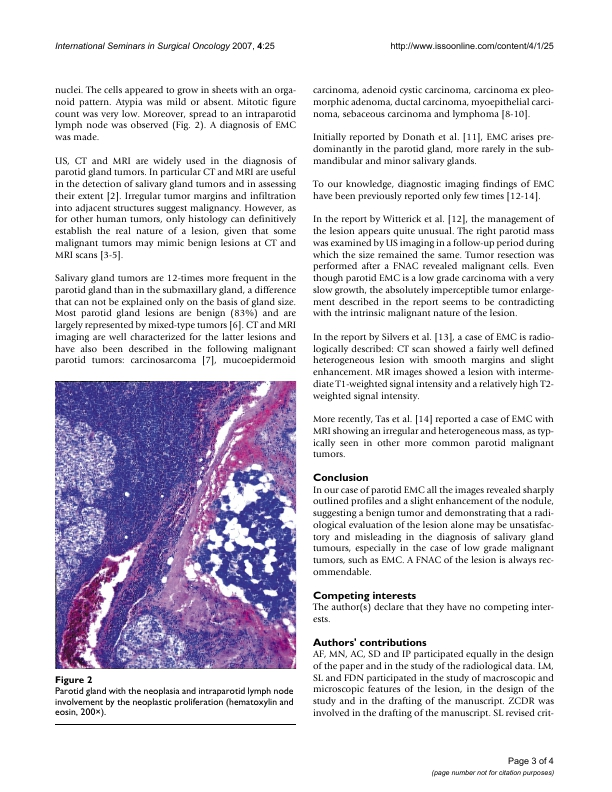 International Seminars in Surgical Oncology 2007, 4:25
http://www.issoonline.com/content/4/1/25
nuclei. The cells appeared to grow in sheets with an orga-
noid pattern. Atypia was mild or absent. Mitotic figure
count was very low. Moreover, spread to an intraparotid
lymph node was observed (Fig. 2). A diagnosis of EMC
was made.
US, CT and MRI are widely used in the diagnosis of
parotid gland tumors. In particular CT and MRI are useful
in the detection of salivary gland tumors and in assessing
their extent [2]. Irregular tumor margins and infiltration
into adjacent structures suggest malignancy. However, as
for other human tumors, only histology can definitively
establish the real nature of a lesion, given that some
malignant tumors may mimic benign lesions at CT and
MRI scans [3-5].
Salivary gland tumors are 12-times more frequent in the
parotid gland than in the submaxillary gland, a difference
that can not be explained only on the basis of gland size.
Most parotid gland lesions are benign (83%) and are
largely represented by mixed-type tumors [6]. CT and MRI
imaging are well characterized for the latter lesions and
have also been described in the following malignant
parotid tumors: carcinosarcoma [7], mucoepidermoid
Figure 2
Parotid gland with the neoplasia and intraparotid lymph node
involvement by the neoplastic proliferation (hematoxylin and
eosin, 200×).
carcinoma, adenoid cystic carcinoma, carcinoma ex pleo-
morphic adenoma, ductal carcinoma, myoepithelial carci-
noma, sebaceous carcinoma and lymphoma [8-10].
Initially reported by Donath et al. [11], EMC arises pre-
dominantly in the parotid gland, more rarely in the sub-
mandibular and minor salivary glands.
To our knowledge, diagnostic imaging findings of EMC
have been previously reported only few times [12-14].
In the report by Witterick et al. [12], the management of
the lesion appears quite unusual. The right parotid mass
was examined by US imaging in a follow-up period during
which the size remained the same. Tumor resection was
performed after a FNAC revealed malignant cells. Even
though parotid EMC is a low grade carcinoma with a very
slow growth, the absolutely imperceptible tumor enlarge-
ment described in the report seems to be contradicting
with the intrinsic malignant nature of the lesion.
In the report by Silvers et al. [13], a case of EMC is radio-
logically described: CT scan showed a fairly well defined
heterogeneous lesion with smooth margins and slight
enhancement. MR images showed a lesion with interme-
diate T1-weighted signal intensity and a relatively high T2-
weighted signal intensity.
More recently, Tas et al. [14] reported a case of EMC with
MRI showing an irregular and heterogeneous mass, as typ-
ically seen in other more common parotid malignant
tumors.
Conclusion
In our case of parotid EMC all the images revealed sharply
outlined profiles and a slight enhancement of the nodule,
suggesting a benign tumor and demonstrating that a radi-
ological evaluation of the lesion alone may be unsatisfac-
tory and misleading in the diagnosis of salivary gland
tumours, especially in the case of low grade malignant
tumors, such as EMC. A FNAC of the lesion is always rec-
ommendable.
Competing interests
The author(s) declare that they have no competing inter-
ests.
Authors' contributions
AF, MN, AC, SD and IP participated equally in the design
of the paper and in the study of the radiological data. LM,
SL and FDN participated in the study of macroscopic and
microscopic features of the lesion, in the design of the
study and in the drafting of the manuscript. ZCDR was
involved in the drafting of the manuscript. SL revised crit-
Page 3 of 4
(page number not for citation purposes)